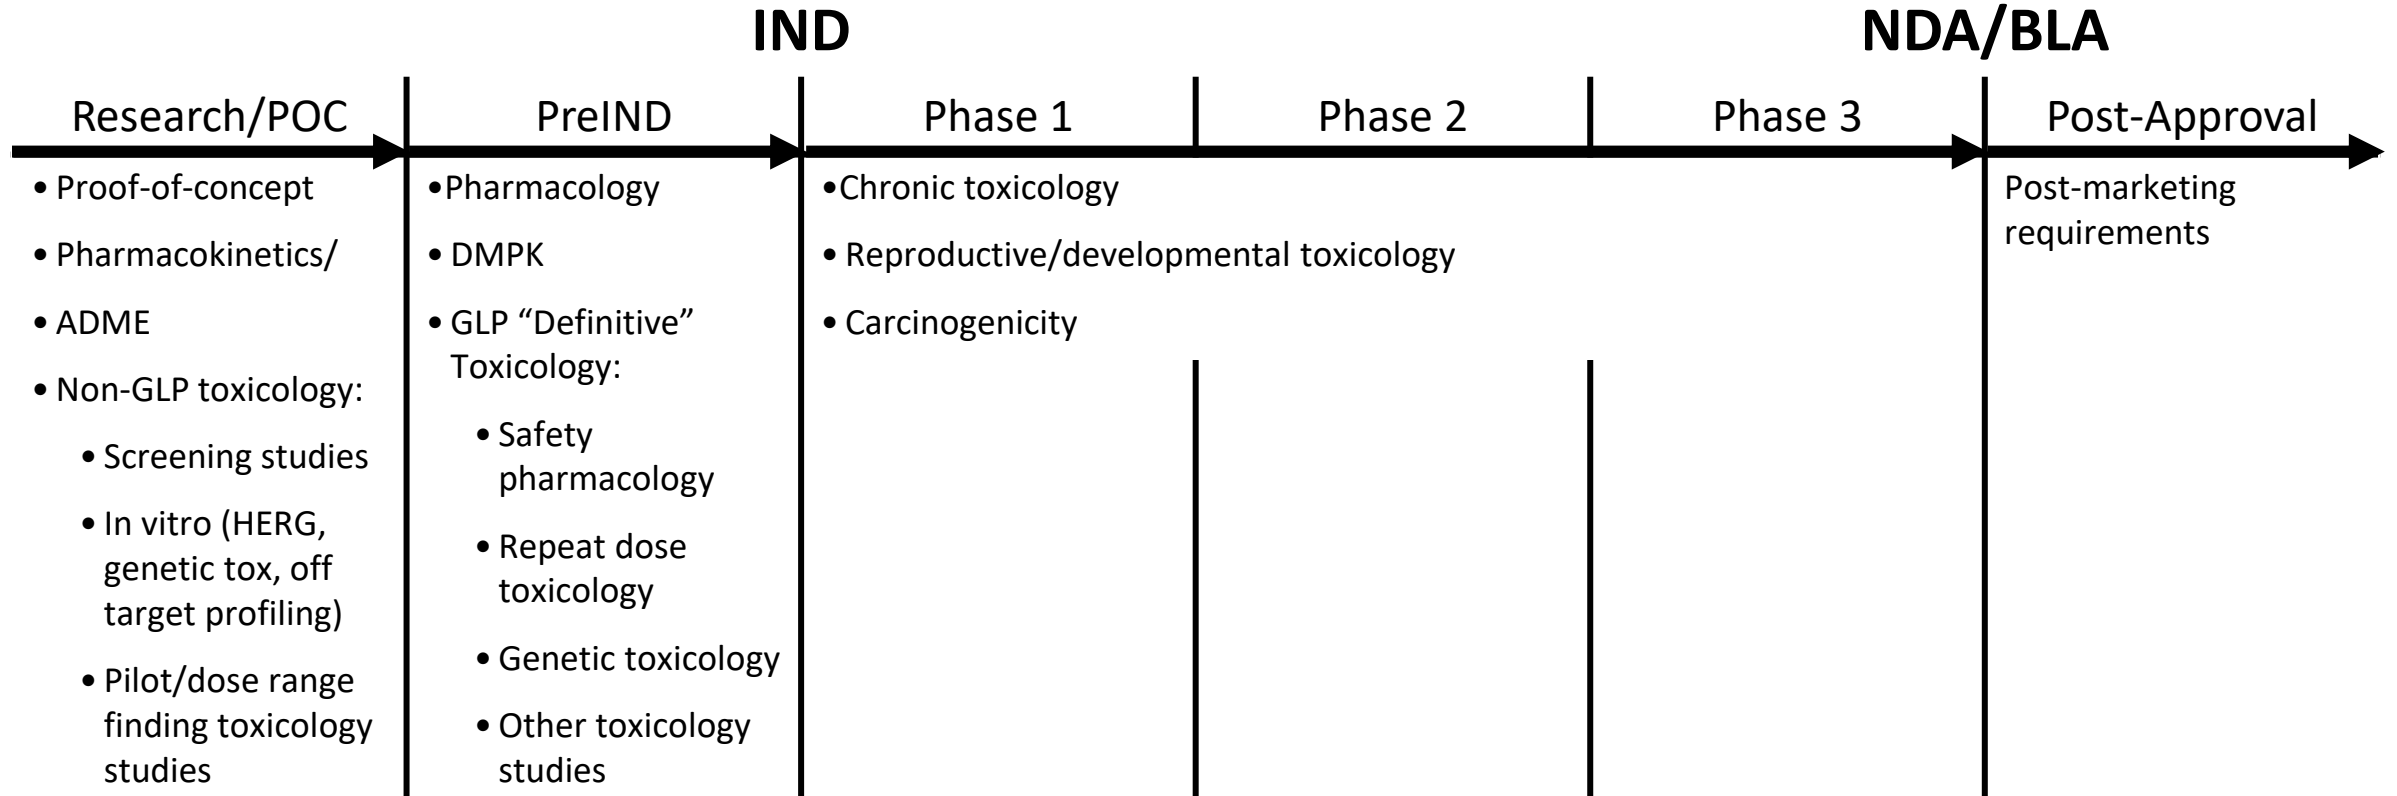 IND
NDA/BLA
Research/POC
PreIND
Phase 1
Phase 2
Phase 3
Post-Approval
• Proof-of-concept
• Pharmacokinetics/
• ADME
• Non-GLP toxicology:
• Screening studies
• In vitro (HERG,
genetic tox, off
target profiling)
• Pilot/dose range
finding toxicology
studies
•Pharmacology
• DMPK
• GLP “Definitive”
Toxicology:
• Safety
pharmacology
• Repeat dose
toxicology
• Genetic toxicology
• Other toxicology
studies
•Chronic toxicology
• Reproductive/developmental toxicology
• Carcinogenicity
Post-marketing
requirements